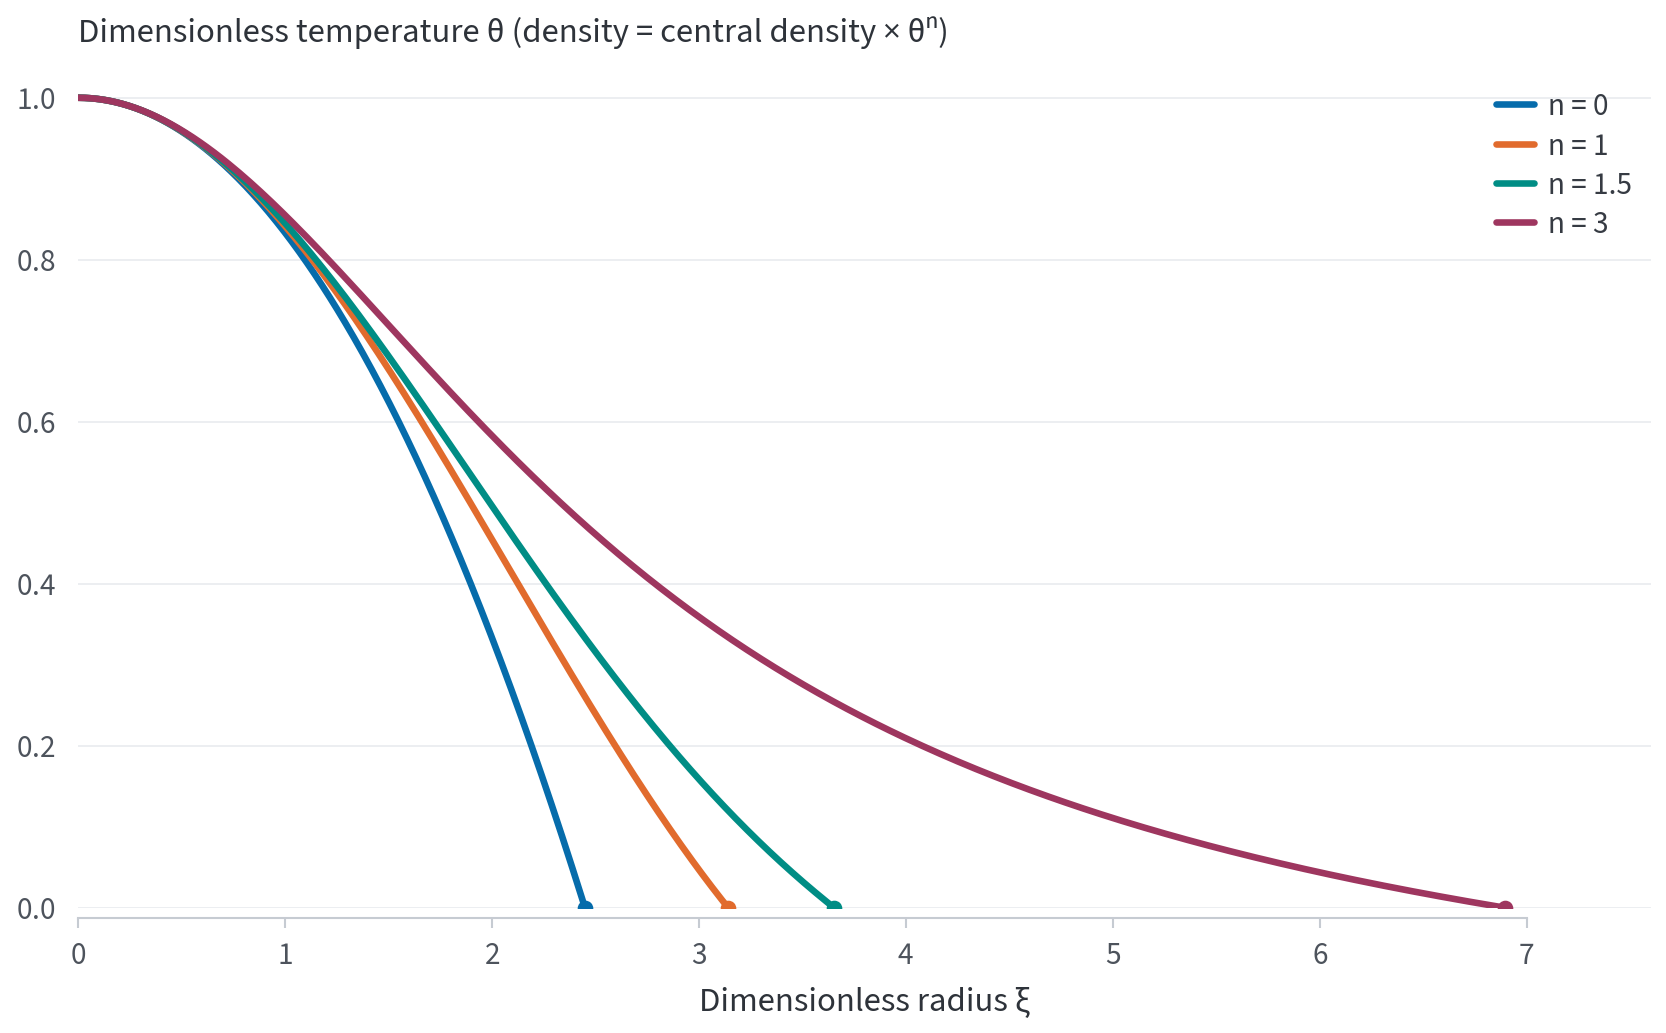 Dimensionless temperature θ (density = central density × θⁿ)
1.0
0.8
0.6
0.4
0.2
0.0
n = 0
n = 1
n = 1.5
n = 3
0 1 2 3 4 5 6 7
Dimensionless radius ξ